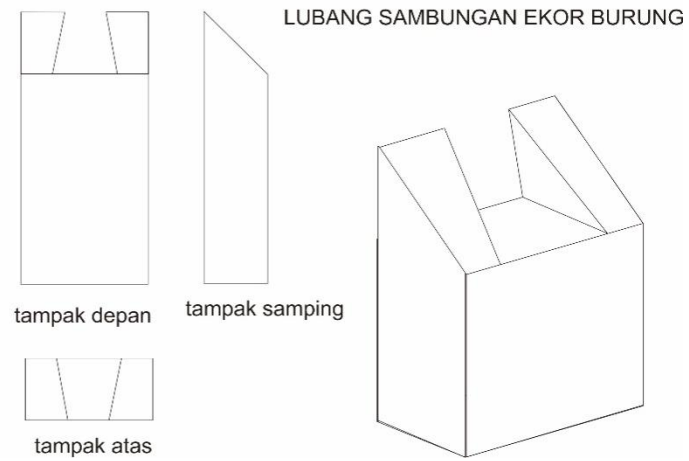 LUBANG SAMBUNGAN EKOR BURUNG
tampak depan
tampak samping
tampak atas